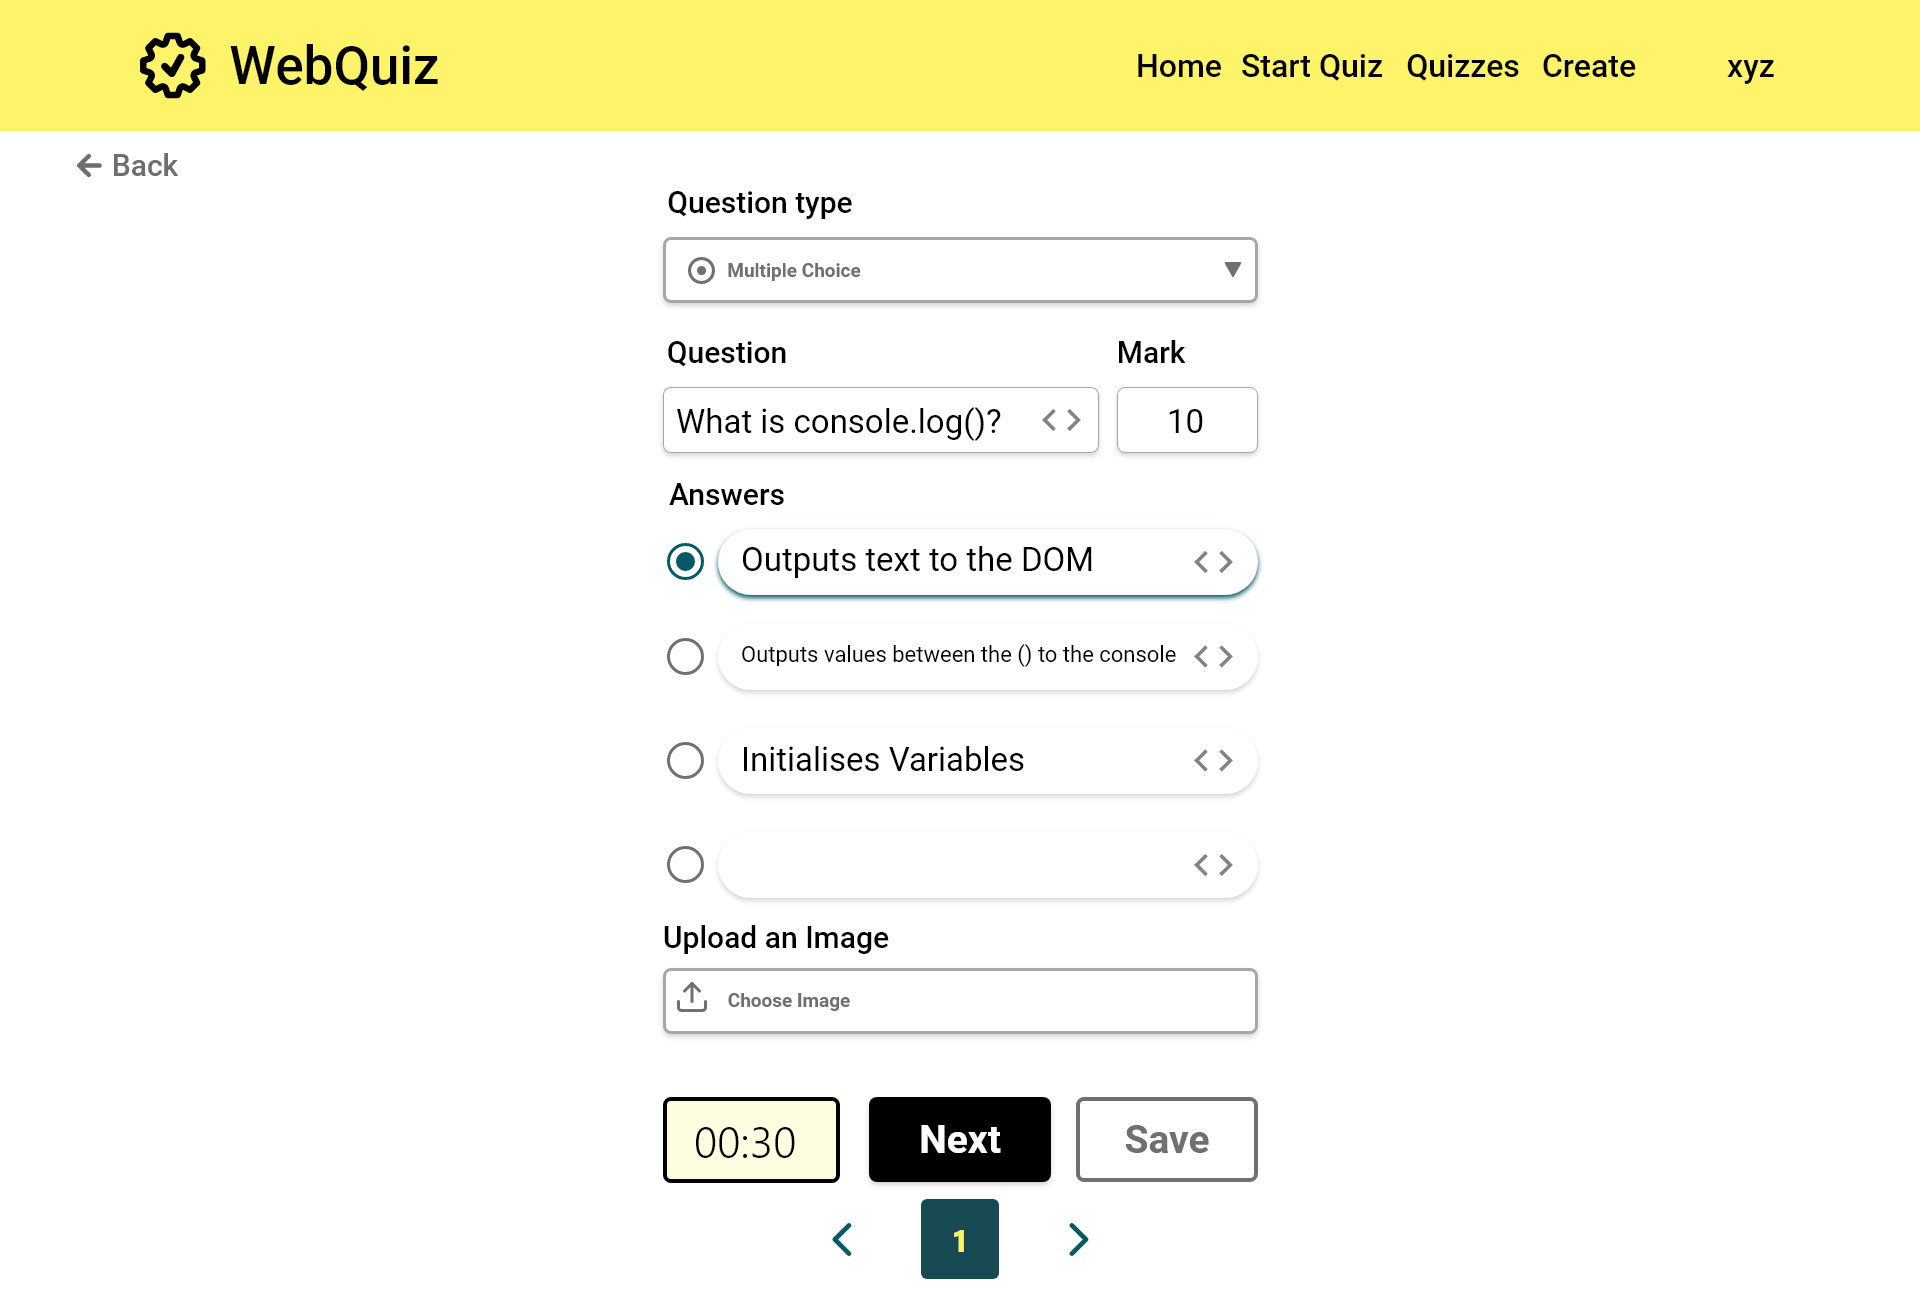 WebQuiz
Home Start Quiz Quizzes Create xyz
Back
Question type
Multiple Choice
Question Mark
What is console.log()? 10
Answers
Outputs text to the DOM
Outputs values between the () to the console
Initialises Variables
Upload an Image
Choose Image
00:30 Next Save
1